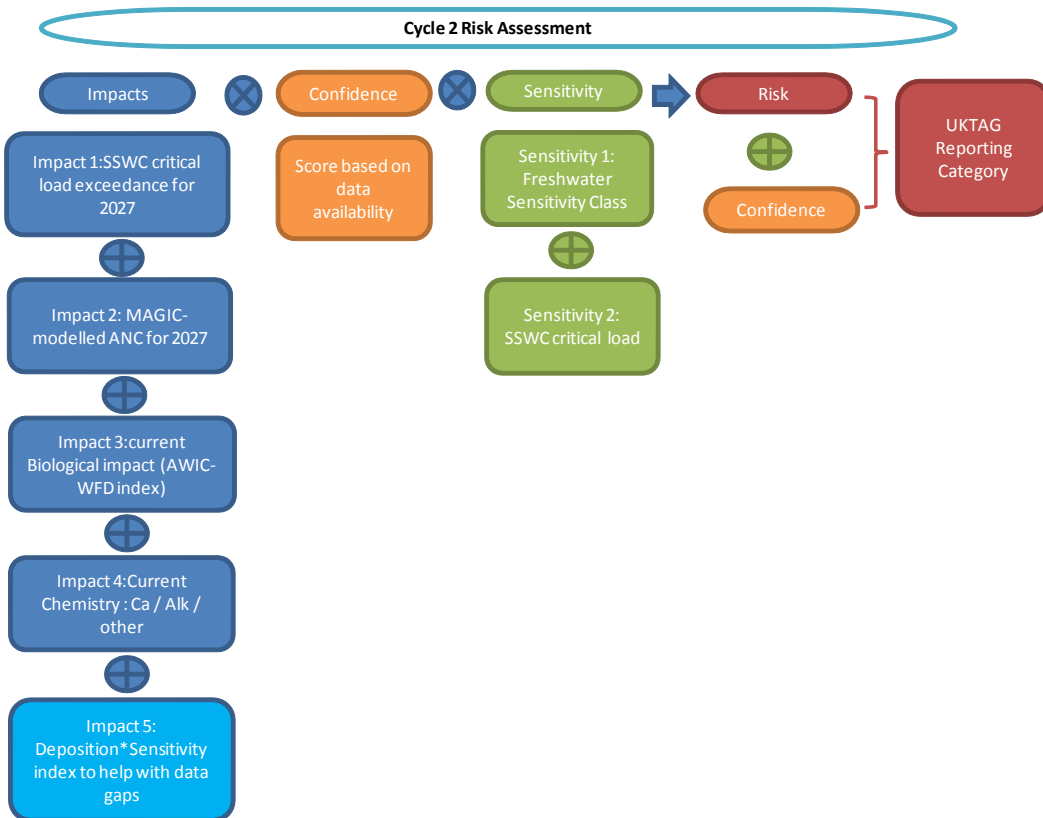 Cycle 2 Risk Assessment
Impacts
Confidence
Sensitivity
Risk
UKTAG
Reporting
Category
Impact 1:SSWC critical
load exceedance for
2027
Score based on
data
availability
Sensitivity 1:
Freshwater
Sensitivity Class
Confidence
Impact 2: MAGIC-
modelled ANC for 2027
Sensitivity 2:
SSWC critical load
Impact 3:current
Biological impact (AWIC-
WFD index)
Impact 4:Current
Chemistry : Ca / Alk /
other
Impact 5:
Deposition*Sensitivity
index to help with data
gaps